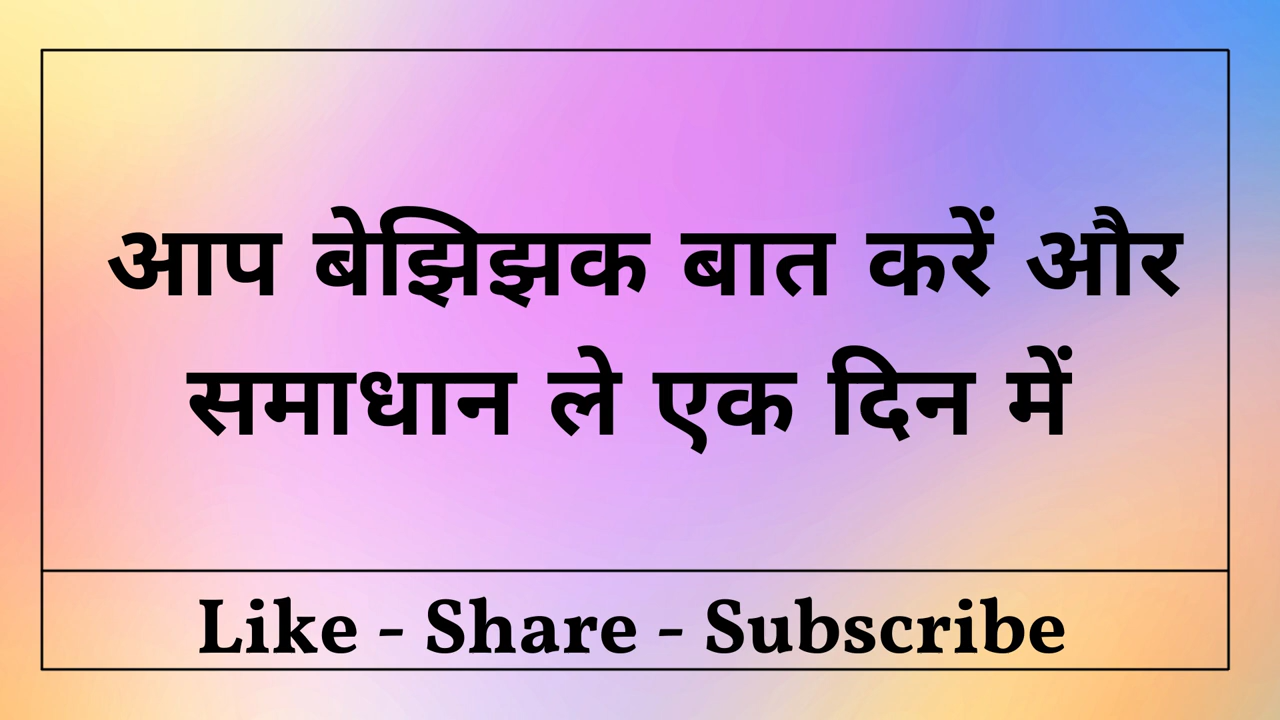 आप बेझिझक बात करें और
समाधान ले एक दिन में
Like - Share - Subscribe